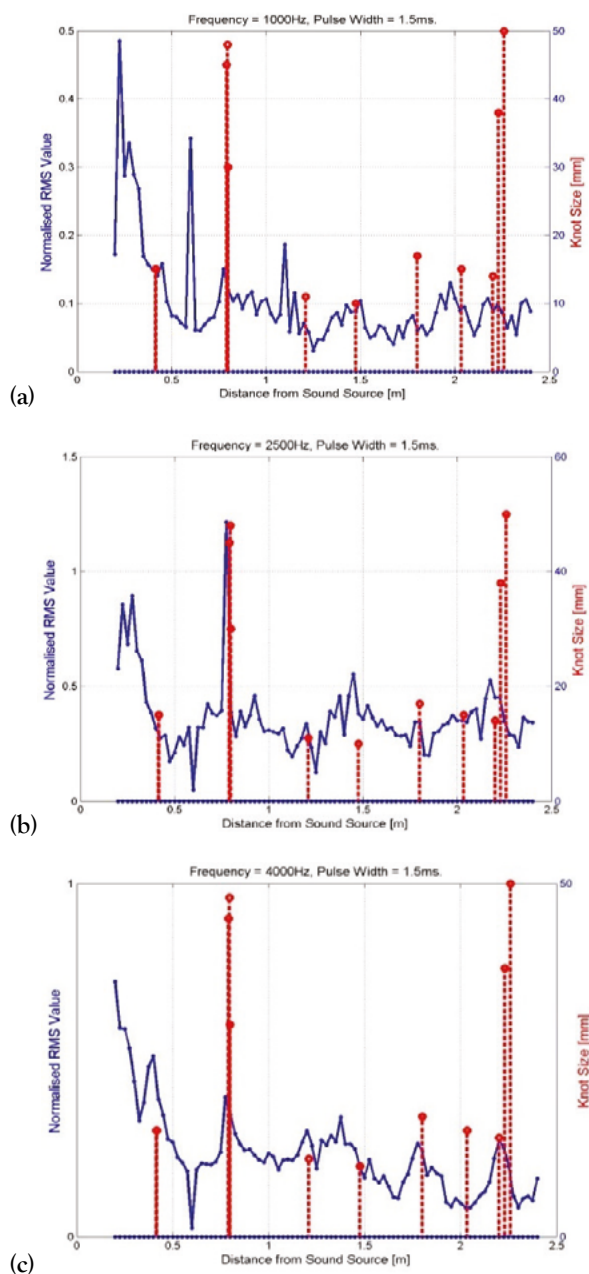 Frequency = 1000Hz, Pulse Width = 1.5ms.
0.5
0.4
0.3
0.2
0.1
0
Normalised RMS Value
50
40
30
20
10
0
Knot Size [mm]
0.5
1
1.5
2
2.5
Distance from Sound Source [m]
(a)
Frequency = 2500Hz, Pulse Width = 1.5ms.
1.5
1
0.5
0
Normalised RMS Value
60
40
20
0
Knot Size [mm]
0
0.5
1
1.5
2
2.5
Distance from Sound Source [m]
(b)
Frequency = 4000Hz, Pulse Width = 1.5ms.
1
0
Normalised RMS Value
50
0
Knot Size [mm]
0
0.5
1
1.5
2
2.5
Distance from Sound Source [m]
(c)